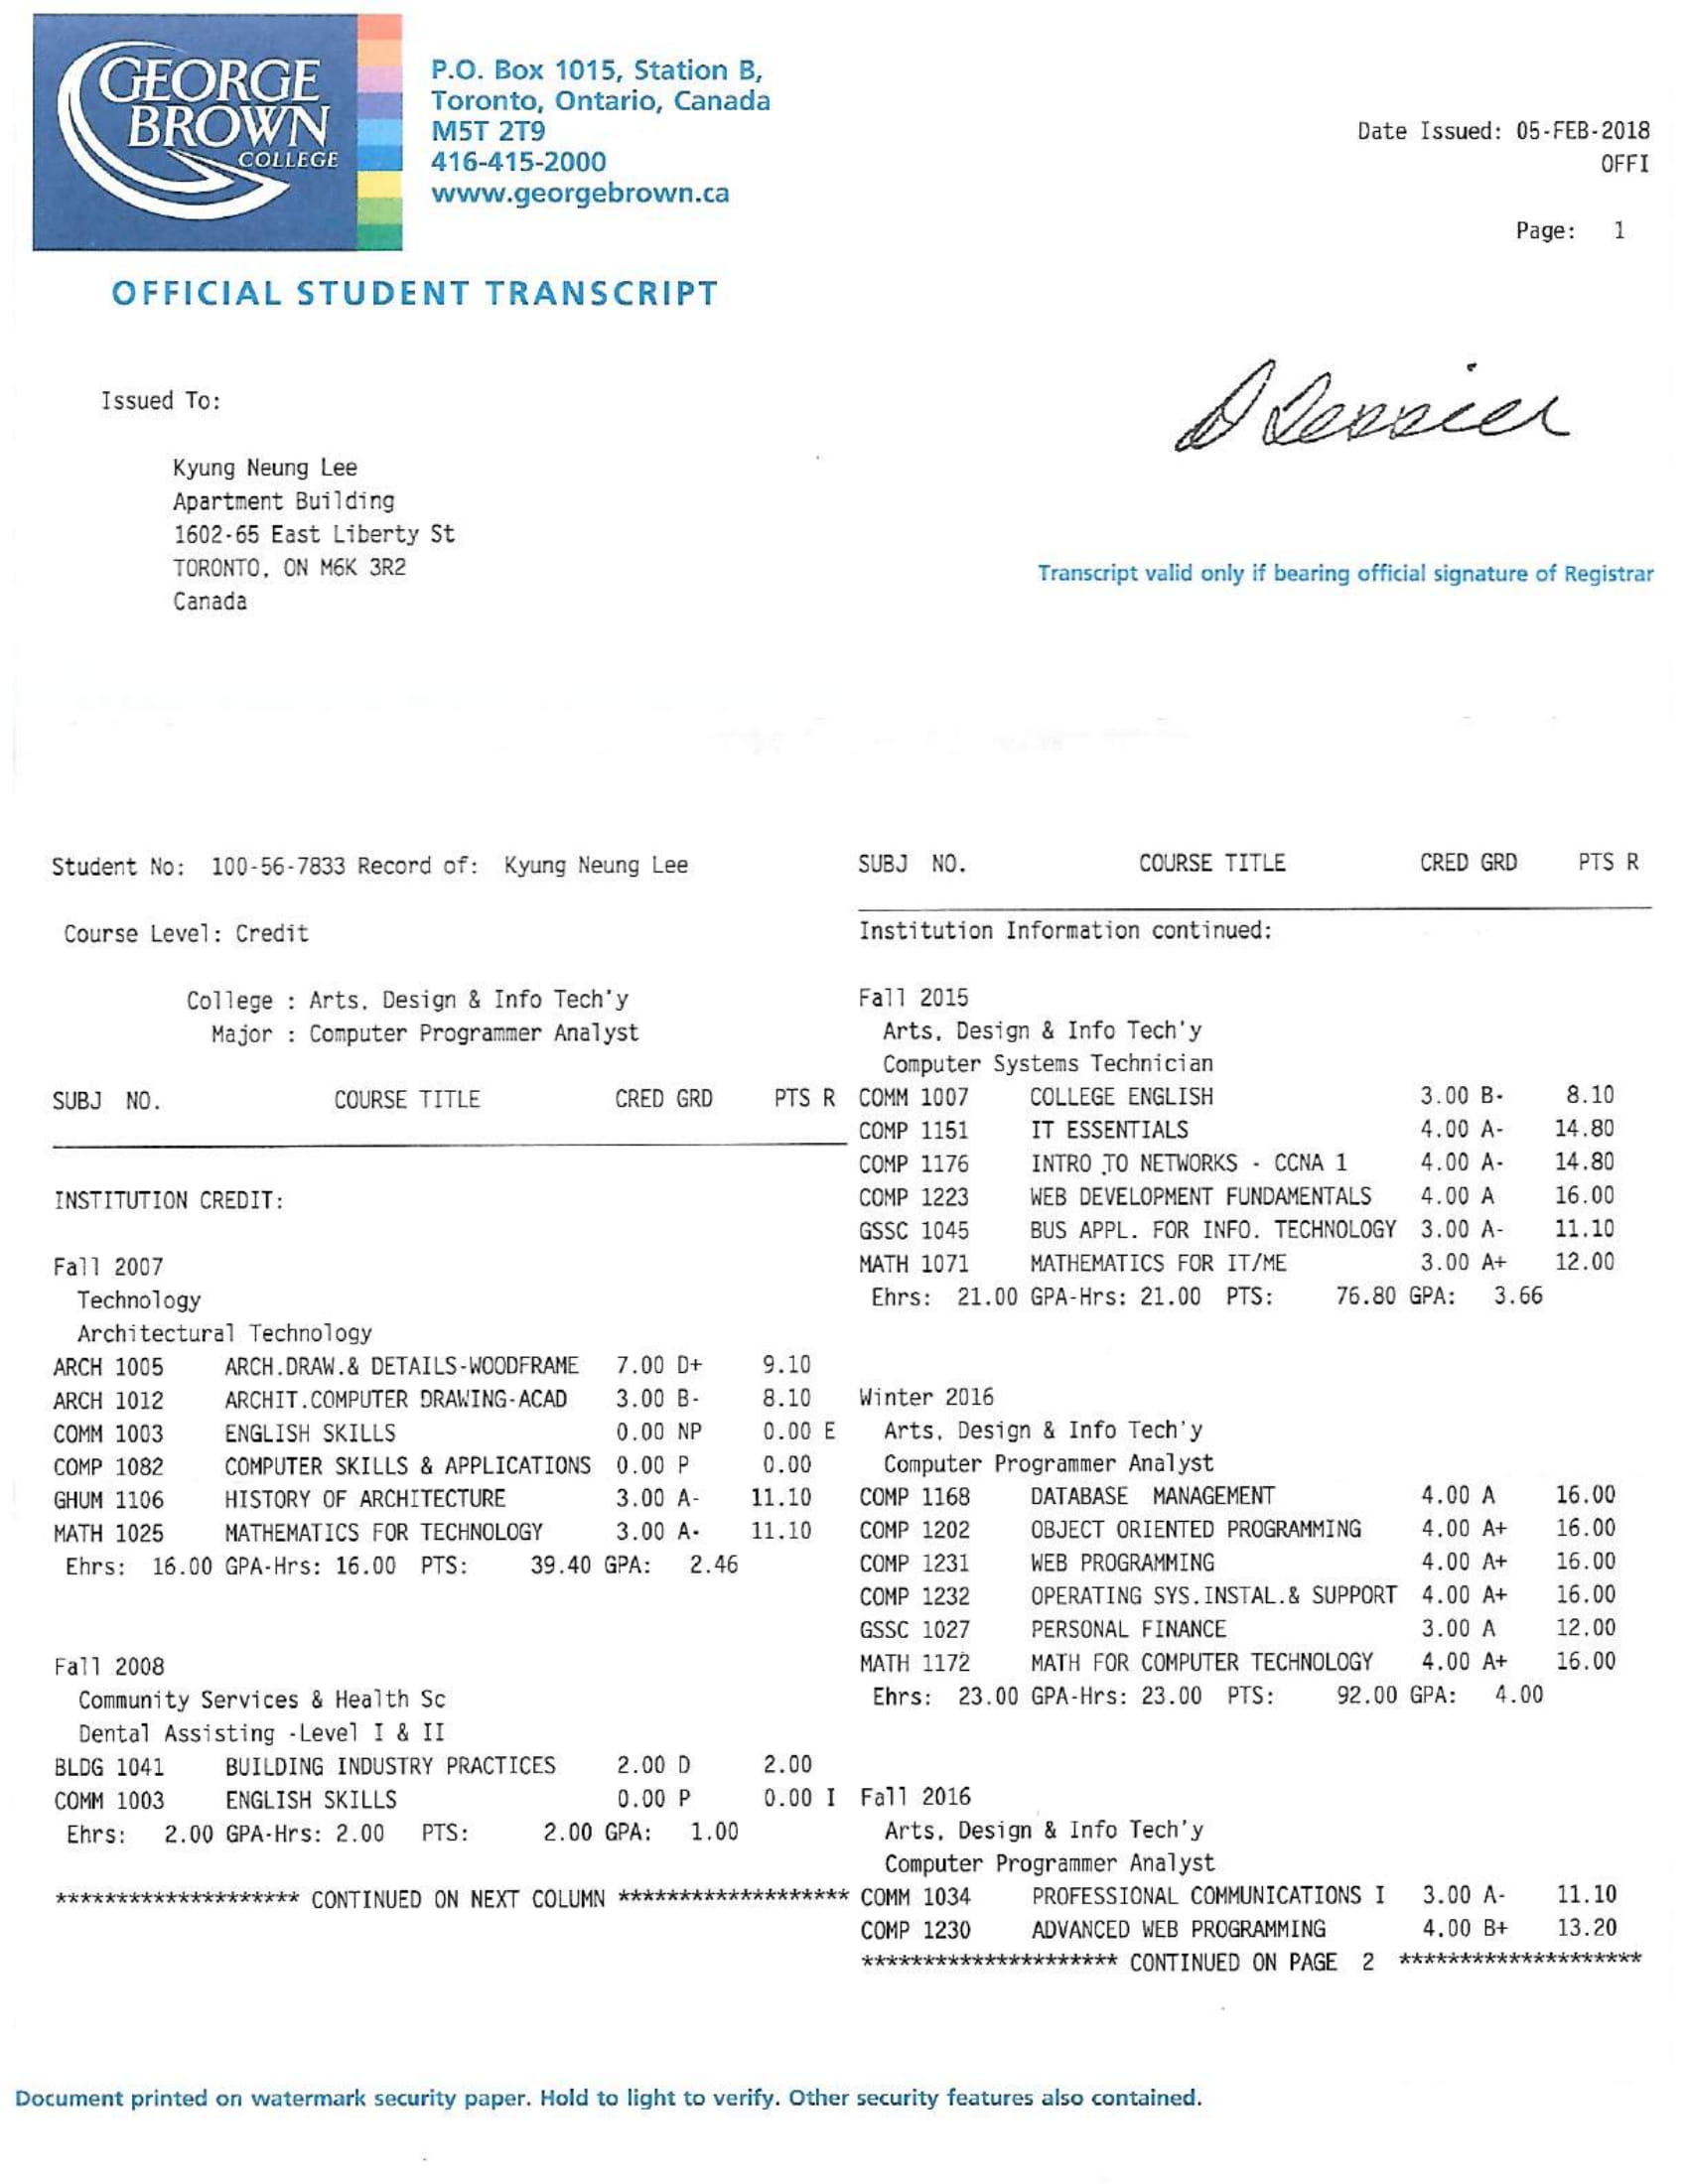 GEORGE
BROWN
COLLEGE
P.O. Box 1015, Station B,
Toronto, Ontario, Canada
M5T 2T9
416-415-2000
www.georgebrown.ca
Date Issued: 05-FEB-2018
OFFI
Page: 1
OFFICIAL STUDENT TRANSCRIPT
Issued To:
Kyung Neung Lee
Apartment Building
1602-65 East Liberty St
TORONTO, ON M6K 3R2
Canada
Transcript valid only if bearing official signature of Registrar
Student No: 100-56-7833 Record of: Kyung Neung Lee
Course Level: Credit
College : Arts, Design & Info Tech'y
Major : Computer Programmer Analyst
SUBJ NO. COURSE TITLE CRED GRD PTS R
INSTITUTION CREDIT:
Fall 2007
Technology
Architectural Technology
ARCH 1005 ARCH.DRAW.& DETAILS-WOODFRAME 7.00 D+ 9.10
ARCH 1012 ARCHIT.COMPUTER DRAWING-ACAD 3.00 B- 8.10
COMM 1003 ENGLISH SKILLS 0.00 NP 0.00 E
COMP 1082 COMPUTER SKILLS & APPLICATIONS 0.00 P 0.00
GHUM 1106 HISTORY OF ARCHITECTURE 3.00 A- 11.10
MATH 1025 MATHEMATICS FOR TECHNOLOGY 3.00 A- 11.10
Ehrs: 16.00 GPA-Hrs: 16.00 PTS: 39.40 GPA: 2.46
Fall 2008
Community Services & Health Sc
Dental Assisting -Level I & II
BLDG 1041 BUILDING INDUSTRY PRACTICES 2.00 D 2.00
COMM 1003 ENGLISH SKILLS 0.00 P 0.00 I
Ehrs: 2.00 GPA-Hrs: 2.00 PTS: 2.00 GPA: 1.00
******************** CONTINUED ON NEXT COLUMN *******************
SUBJ NO. COURSE TITLE CRED GRD PTS R
Institution Information continued:
Fall 2015
Arts, Design & Info Tech'y
Computer Systems Technician
COMM 1007 COLLEGE ENGLISH 3.00 B- 8.10
COMP 1151 IT ESSENTIALS 4.00 A- 14.80
COMP 1176 INTRO TO NETWORKS - CCNA 1 4.00 A- 14.80
COMP 1223 WEB DEVELOPMENT FUNDAMENTALS 4.00 A 16.00
GSSC 1045 BUS APPL. FOR INFO. TECHNOLOGY 3.00 A- 11.10
MATH 1071 MATHEMATICS FOR IT/ME 3.00 A+ 12.00
Ehrs: 21.00 GPA-Hrs: 21.00 PTS: 76.80 GPA: 3.66
Winter 2016
Arts, Design & Info Tech'y
Computer Programmer Analyst
COMP 1168 DATABASE MANAGEMENT 4.00 A 16.00
COMP 1202 OBJECT ORIENTED PROGRAMMING 4.00 A+ 16.00
COMP 1231 WEB PROGRAMMING 4.00 A+ 16.00
COMP 1232 OPERATING SYS.INSTAL.& SUPPORT 4.00 A+ 16.00
GSSC 1027 PERSONAL FINANCE 3.00 A 12.00
MATH 1172 MATH FOR COMPUTER TECHNOLOGY 4.00 A+ 16.00
Ehrs: 23.00 GPA-Hrs: 23.00 PTS: 92.00 GPA: 4.00
Fall 2016
Arts, Design & Info Tech'y
Computer Programmer Analyst
COMM 1034 PROFESSIONAL COMMUNICATIONS I 3.00 A- 11.10
COMP 1230 ADVANCED WEB PROGRAMMING 4.00 B+ 13.20
********************* CONTINUED ON PAGE 2 ********************
Document printed on watermark security paper. Hold to light to verify. Other security features also contained.